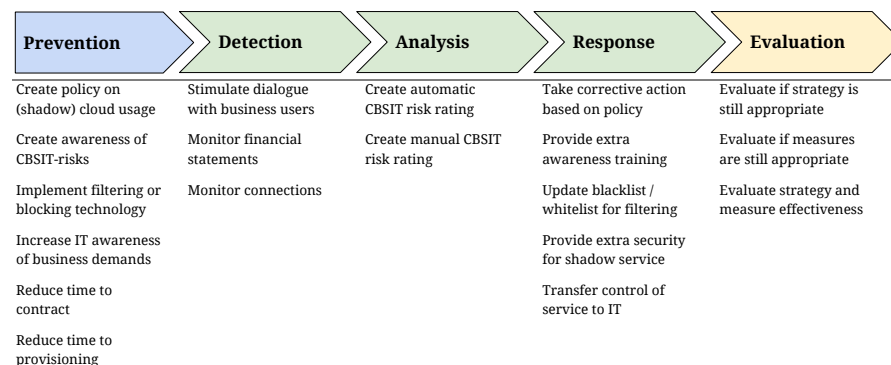 Prevention
Detection
Analysis
Response
Evaluation
Create policy on
(shadow) cloud usage
Create awareness of
CBSIT-risks
Implement filtering or
blocking technology
Increase IT awareness
of business demands
Reduce time to
contract
Reduce time to
provisioning
Stimulate dialogue
with business users
Monitor financial
statements
Monitor connections
Create automatic
CBSIT risk rating
Create manual CBSIT
risk rating
Take corrective action
based on policy
Provide extra
awareness training
Update blacklist /
whitelist for filtering
Provide extra security
for shadow service
Transfer control of
service to IT
Evaluate if strategy is
still appropriate
Evaluate if measures
are still appropriate
Evaluate strategy and
measure effectiveness